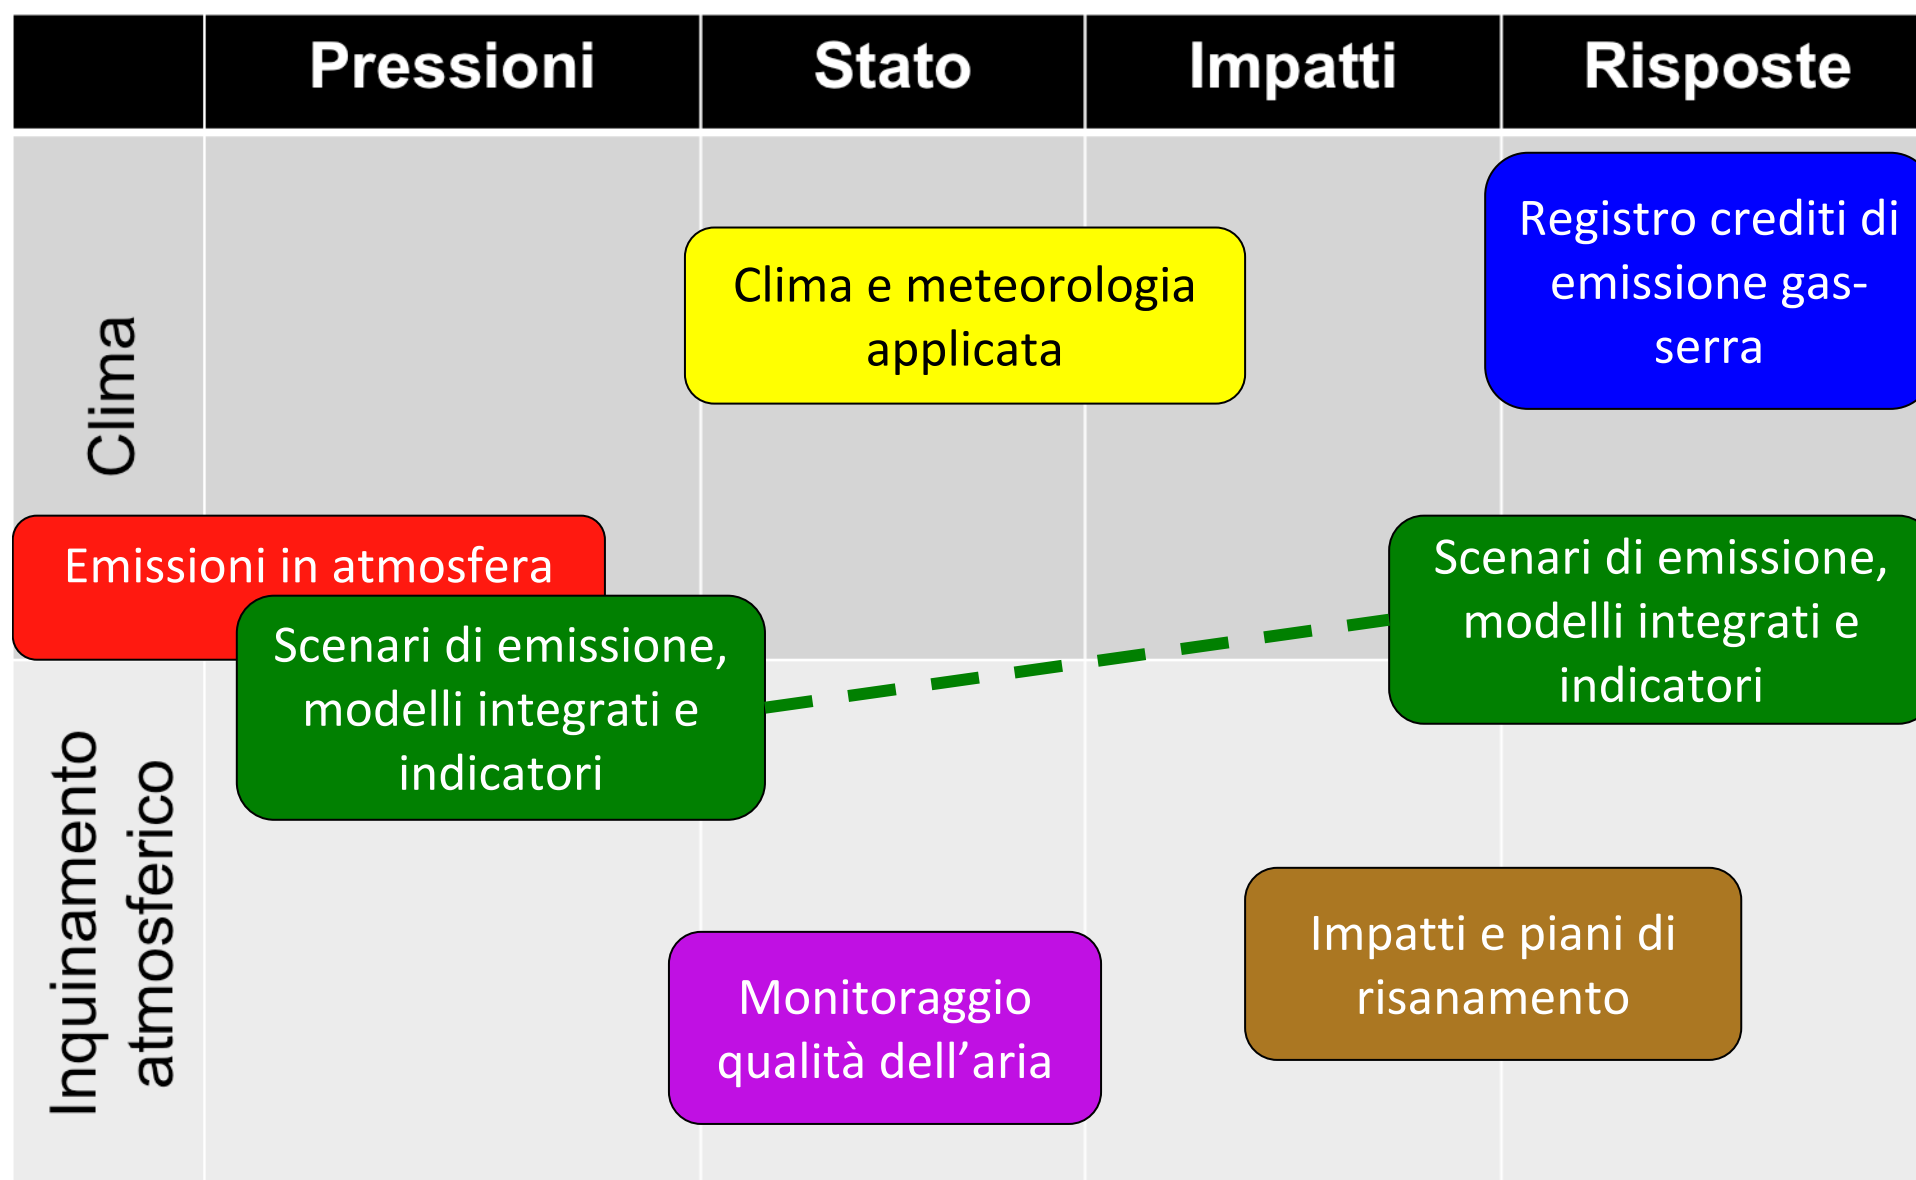 Pressioni
Stato
Impatti
Risposte
Clima
Clima e meteorologia
applicata
Registro crediti di
emissione gas-
serra
Emissioni in atmosfera
Scenari di emissione,
modelli integrati e
indicatori
Scenari di emissione,
modelli integrati e
indicatori
Inquinamento
atmosferico
Monitoraggio
qualità dell’aria
Impatti e piani di
risanamento